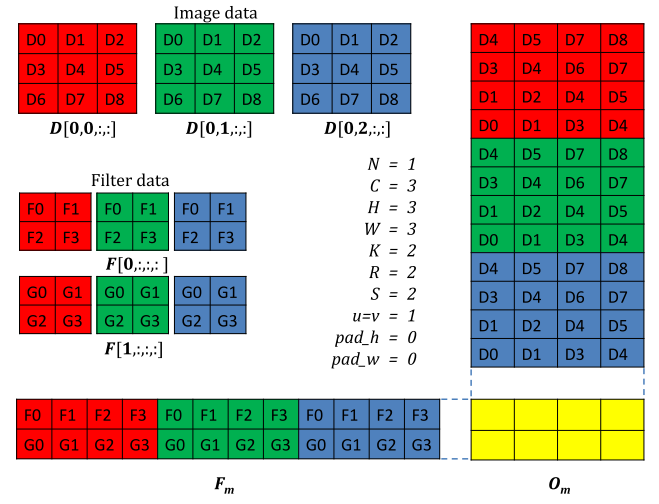 Image data
D0 D1 D2 D0 D1 D2 D0 D1 D2
D3 D4 D5 D3 D4 D5 D3 D4 D5
D6 D7 D8 D6 D7 D8 D6 D7 D8
D[0,0,:,:] D[0,1,:,:] D[0,2,:,:]
Filter data
F0 F1 F0 F1 F0 F1
F2 F3 F2 F3 F2 F3
F[0,:,:,: ]
G0 G1 G0 G1 G0 G1
G2 G3 G2 G3 G2 G3
F[1,:,:,:]
N = 1
C = 3
H = 3
W = 3
K = 2
R = 2
S = 2
u=v = 1
pad_h = 0
pad_w = 0
D4 D5 D7 D8
D3 D4 D6 D7
D1 D2 D4 D5
D0 D1 D3 D4
D4 D5 D7 D8
D3 D4 D6 D7
D1 D2 D4 D5
D0 D1 D3 D4
D4 D5 D7 D8
D3 D4 D6 D7
D1 D2 D4 D5
D0 D1 D3 D4
F0 F1 F2 F3 F0 F1 F2 F3 F0 F1 F2 F3
G0 G1 G2 G3 G0 G1 G2 G3 G0 G1 G2 G3
Fm
Om